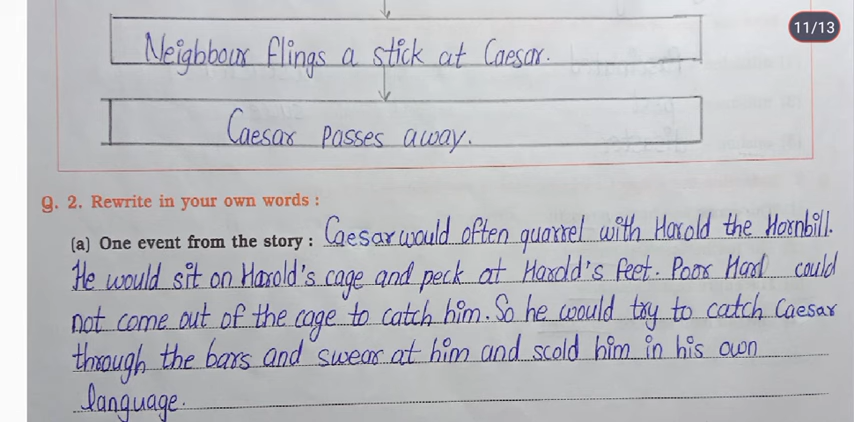 11/13
Neighbour flings a stick at Caesar.
Caesar passes away.
Q. 2. Rewrite in your own words :
(a) One event from the story : Caesar would often quarrel with Harold the Hornbill.
He would sit on Harold's cage and peck at Harold's feet. Poor Harl could
not come out of the cage to catch him. So he would try to catch Caesar
through the bars and swear at him and scold him in his own
language.